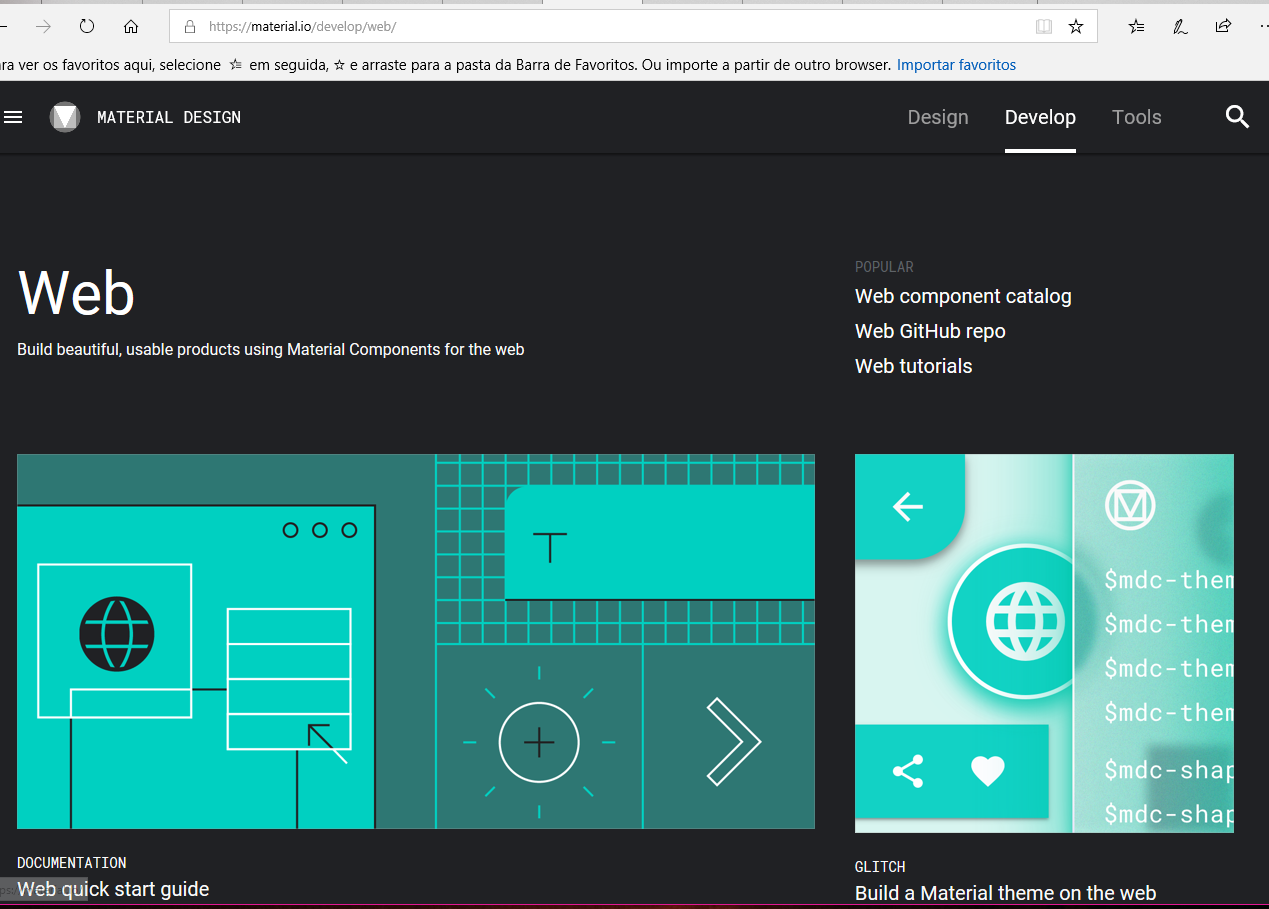 https://material.io/develop/web/
ra ver os favoritos aqui, selecione em seguida, e arraste para a pasta da Barra de Favoritos. Ou importe a partir de outro browser. Importar favoritos
MATERIAL DESIGN
Design Develop Tools
Web
Build beautiful, usable products using Material Components for the web
POPULAR
Web component catalog
Web GitHub repo
Web tutorials
T
$mdc-them
$mdc-them
$mdc-them
$mdc-them
$mdc-shap
$mdc-shap
DOCUMENTATION
Web quick start guide
GLITCH
Build a Material theme on the web